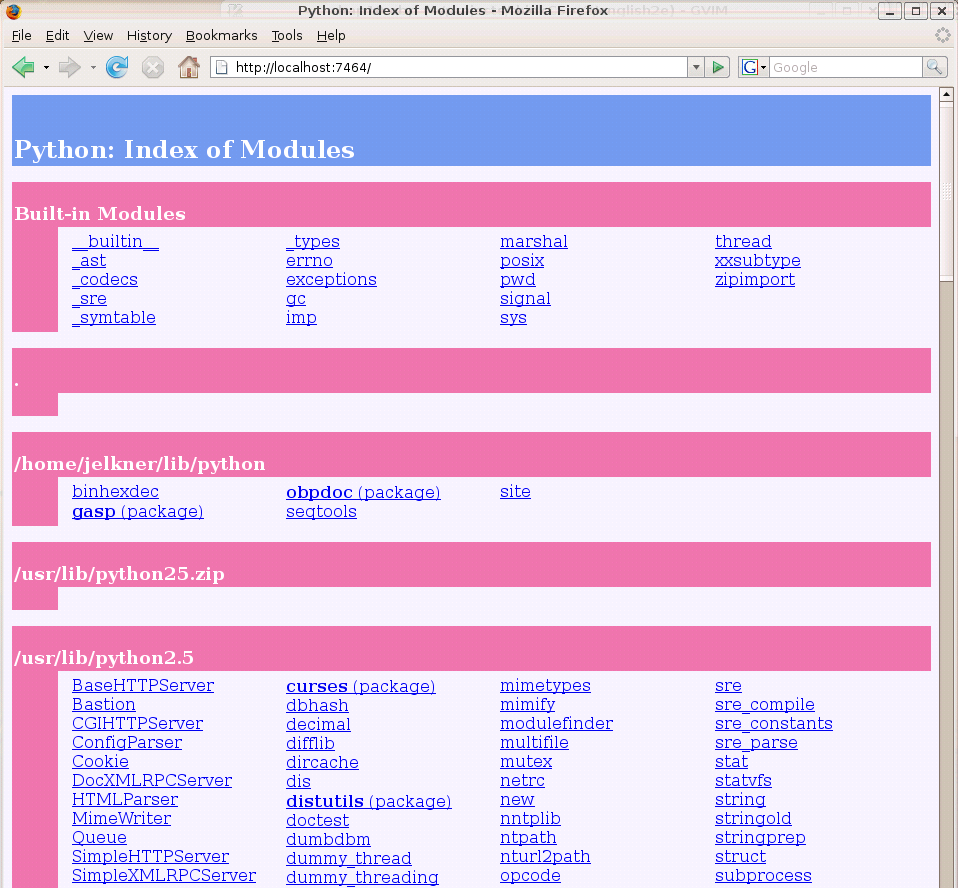 Python: Index of Modules - Mozilla Firefox
File Edit View History Bookmarks Tools Help
http://localhost:7464/
G Google
Python: Index of Modules
Built-in Modules
__builtin__ _types marshal thread
_ast errno posix xxsubtype
_codecs exceptions pwd zipimport
_sre gc signal
_symtable imp sys
.
/home/jelkner/lib/python
binhexdec obpdoc (package) site
gasp (package) seqtools
/usr/lib/python25.zip
/usr/lib/python2.5
BaseHTTPServer curses (package) mimetypes sre
Bastion dbhash mimify sre_compile
CGIHTTPServer decimal modulefinder sre_constants
ConfigParser difflib multifile sre_parse
Cookie dircache mutex stat
DocXMLRPCServer dis netrc statvfs
HTMLParser distutils (package) new string
MimeWriter doctest nntplib stringold
Queue dumbdbm ntpath stringprep
SimpleHTTPServer dummy_thread nturl2path struct
SimpleXMLRPCServer dummy_threading opcode subprocess